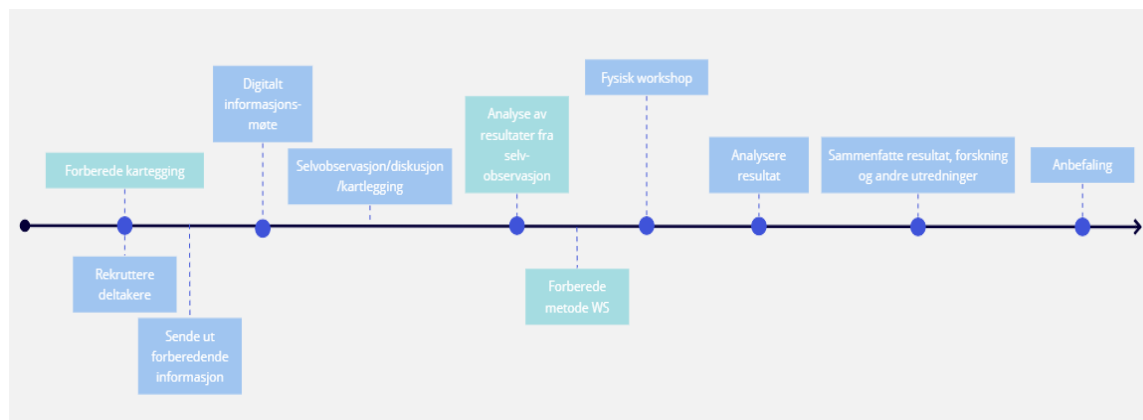 Forberede kartegging
Rekruttere
deltakere
Sende ut
forberedende
informasjon
Digitalt
informasjons-
møte
Selvobservasjon/diskusjon
/kartlegging
Analyse av
resultater fra
selv-
observasjon
Forberede
metode WS
Fysisk workshop
Analysere
resultat
Sammenfatte resultat, forskning
og andre utredninger
Anbefaling